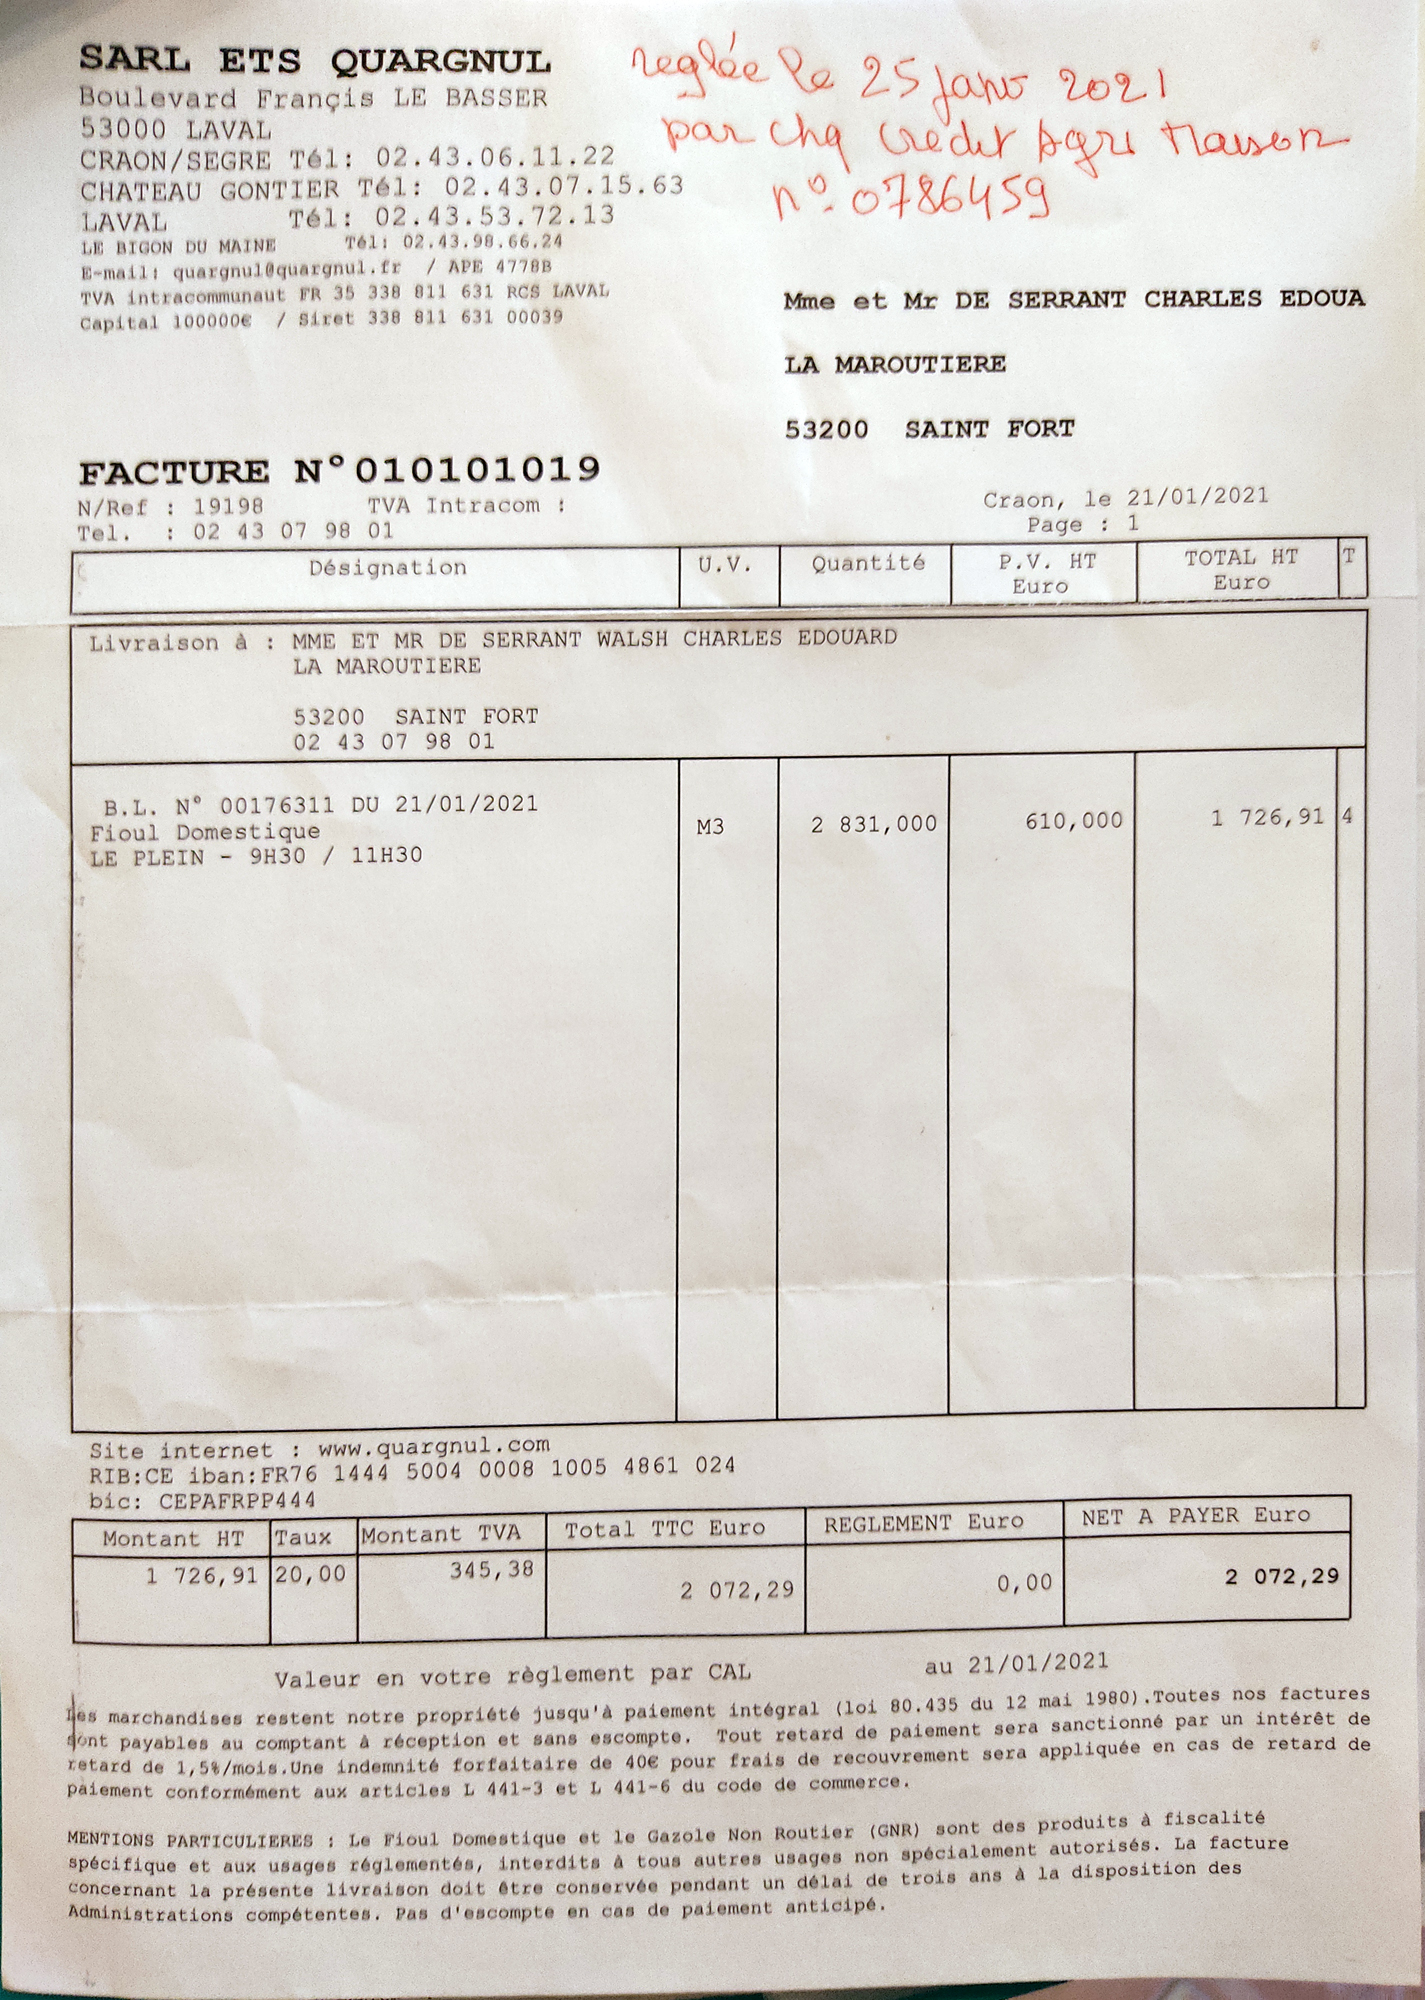 SARL ETS QUARGNUL
Boulevard Françis LE BASSER
53000 LAVAL
CRAON/SEGRE Tél: 02.43.06.11.22
CHATEAU GONTIER Tél: 02.43.07.15.63
LAVAL Tél: 02.43.53.72.13
LE BIGON DU MAINE Tél: 02.43.98.66.24
E-mail: quargnul@quargnul.fr / APE 4778B
TVA intracommunaut FR 35 338 811 631 RCS LAVAL
Capital 100000€ / Siret 338 811 631 00039
reglée le 25 janv 2021
par chq Credit Agri Maison
n° 0786459
Mme et Mr DE SERRANT CHARLES EDOUA
LA MAROUTIERE
53200 SAINT FORT
FACTURE N°010101019
N/Ref : 19198 TVA Intracom :
Tel. : 02 43 07 98 01
Craon, le 21/01/2021
Page : 1
Désignation U.V. Quantité P.V. HT TOTAL HT T
Euro Euro
Livraison à : MME ET MR DE SERRANT WALSH CHARLES EDOUARD
LA MAROUTIERE
53200 SAINT FORT
02 43 07 98 01
B.L. N° 00176311 DU 21/01/2021
Fioul Domestique M3 2 831,000 610,000 1 726,91 4
LE PLEIN - 9H30 / 11H30
Site internet : www.quargnul.com
RIB:CE iban:FR76 1444 5004 0008 1005 4861 024
bic: CEPAFRPP444
Montant HT Taux Montant TVA Total TTC Euro REGLEMENT Euro NET A PAYER Euro
1 726,91 20,00 345,38 2 072,29 0,00 2 072,29
Valeur en votre règlement par CAL au 21/01/2021
Les marchandises restent notre propriété jusqu'à paiement intégral (loi 80.435 du 12 mai 1980).Toutes nos factures
sont payables au comptant à réception et sans escompte. Tout retard de paiement sera sanctionné par un intérêt de
retard de 1,5%/mois.Une indemnité forfaitaire de 40€ pour frais de recouvrement sera appliquée en cas de retard de
paiement conformément aux articles L 441-3 et L 441-6 du code de commerce.
MENTIONS PARTICULIERES : Le Fioul Domestique et le Gazole Non Routier (GNR) sont des produits à fiscalité
spécifique et aux usages réglementés, interdits à tous autres usages non spécialement autorisés. La facture
concernant la présente livraison doit être conservée pendant un délai de trois ans à la disposition des
Administrations compétentes. Pas d'escompte en cas de paiement anticipé.